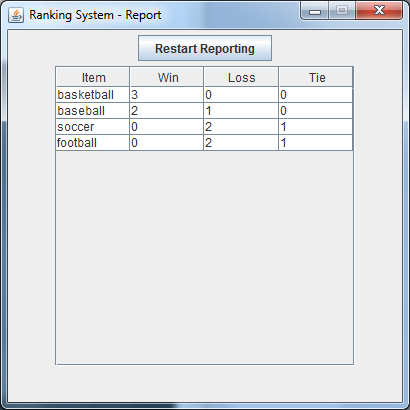 Ranking System - Report
Restart Reporting
Item Win Loss Tie
basketball 3 0 0
baseball 2 1 0
soccer 0 2 1
football 0 2 1